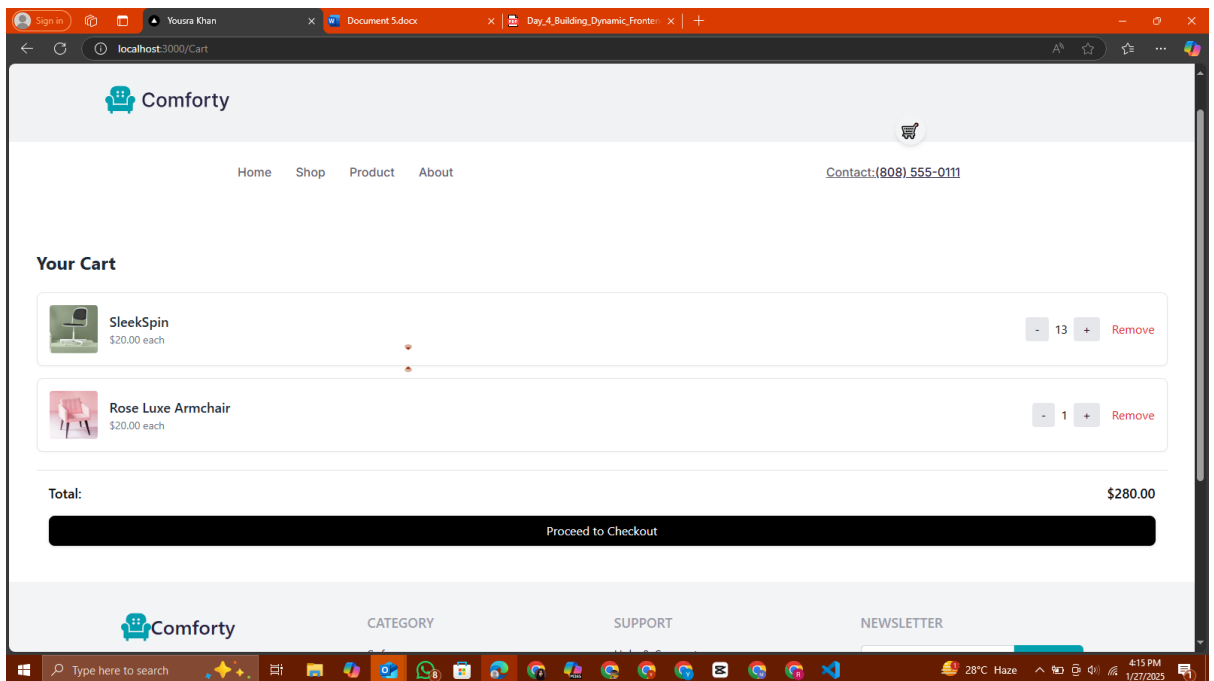 Sign in
Yousra Khan
Document 5.docx
Day_4_Building_Dynamic_Fronten
localhost:3000/Cart
Comforty
Home Shop Product About Contact:(808) 555-0111
Your Cart
SleekSpin
$20.00 each
- 13 + Remove
Rose Luxe Armchair
$20.00 each
- 1 + Remove
Total: $280.00
Proceed to Checkout
Comforty CATEGORY SUPPORT NEWSLETTER
Type here to search
28°C Haze
4:15 PM
1/27/2025